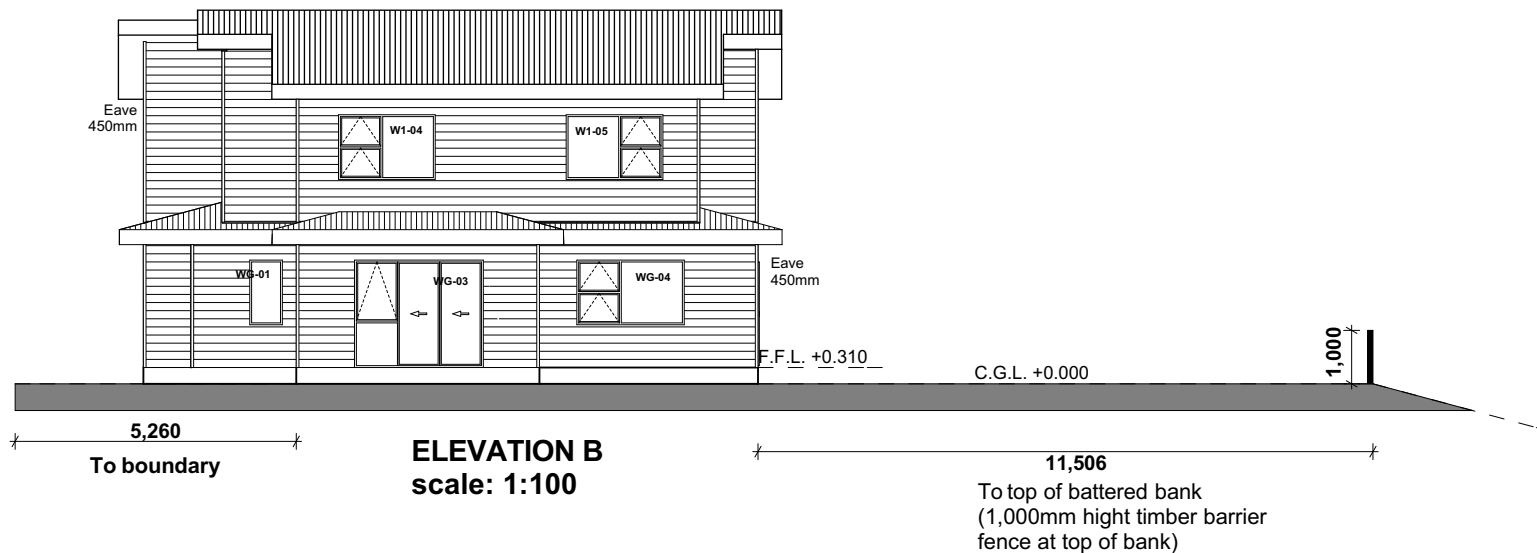 Eave
450mm
W1-04
W1-05
WG-01
WG-03
WG-04
Eave
450mm
F.F.L. +0.310
C.G.L. +0.000
1,000
5,260
To boundary
ELEVATION B
scale: 1:100
11,506
To top of battered bank
(1,000mm hight timber barrier
fence at top of bank)